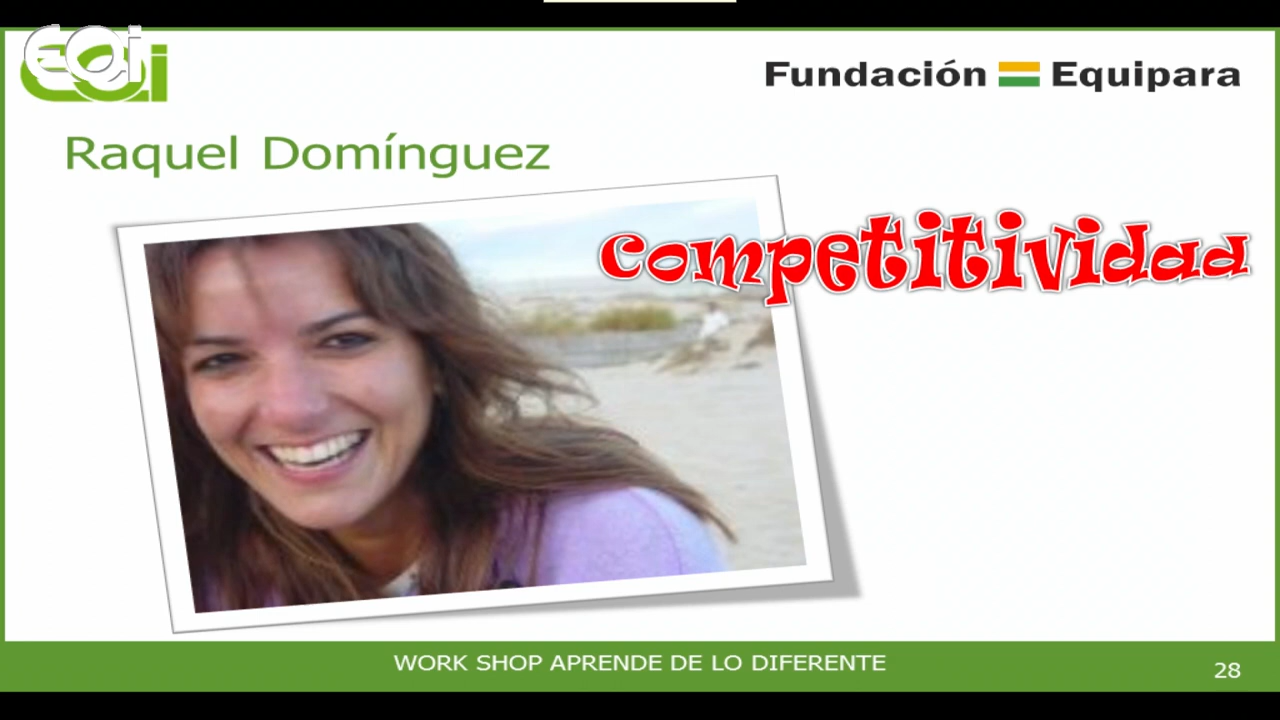 eoi
Fundación Equipara
Raquel Domínguez
Competitividad
WORK SHOP APRENDE DE LO DIFERENTE
28